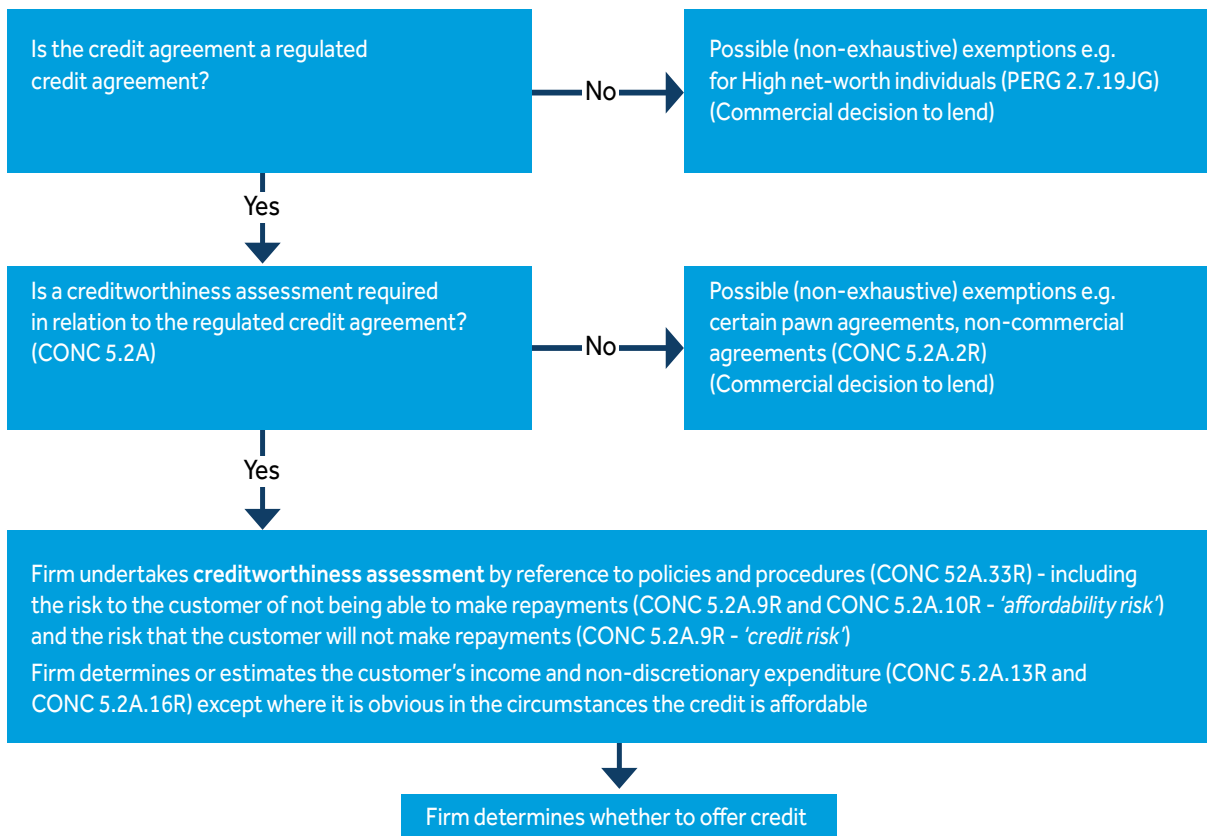 Is the credit agreement a regulated
credit agreement?
No
Possible (non-exhaustive) exemptions e.g.
for High net-worth individuals (PERG 2.7.19JG)
(Commercial decision to lend)
Yes
Is a creditworthiness assessment required
in relation to the regulated credit agreement?
(CONC 5.2A)
No
Possible (non-exhaustive) exemptions e.g.
certain pawn agreements, non-commercial
agreements (CONC 5.2A.2R)
(Commercial decision to lend)
Yes
Firm undertakes creditworthiness assessment by reference to policies and procedures (CONC 52A.33R) - including
the risk to the customer of not being able to make repayments (CONC 5.2A.9R and CONC 5.2A.10R - ‘affordability risk’)
and the risk that the customer will not make repayments (CONC 5.2A.9R - ‘credit risk’)
Firm determines or estimates the customer’s income and non-discretionary expenditure (CONC 5.2A.13R and
CONC 5.2A.16R) except where it is obvious in the circumstances the credit is affordable
Firm determines whether to offer credit